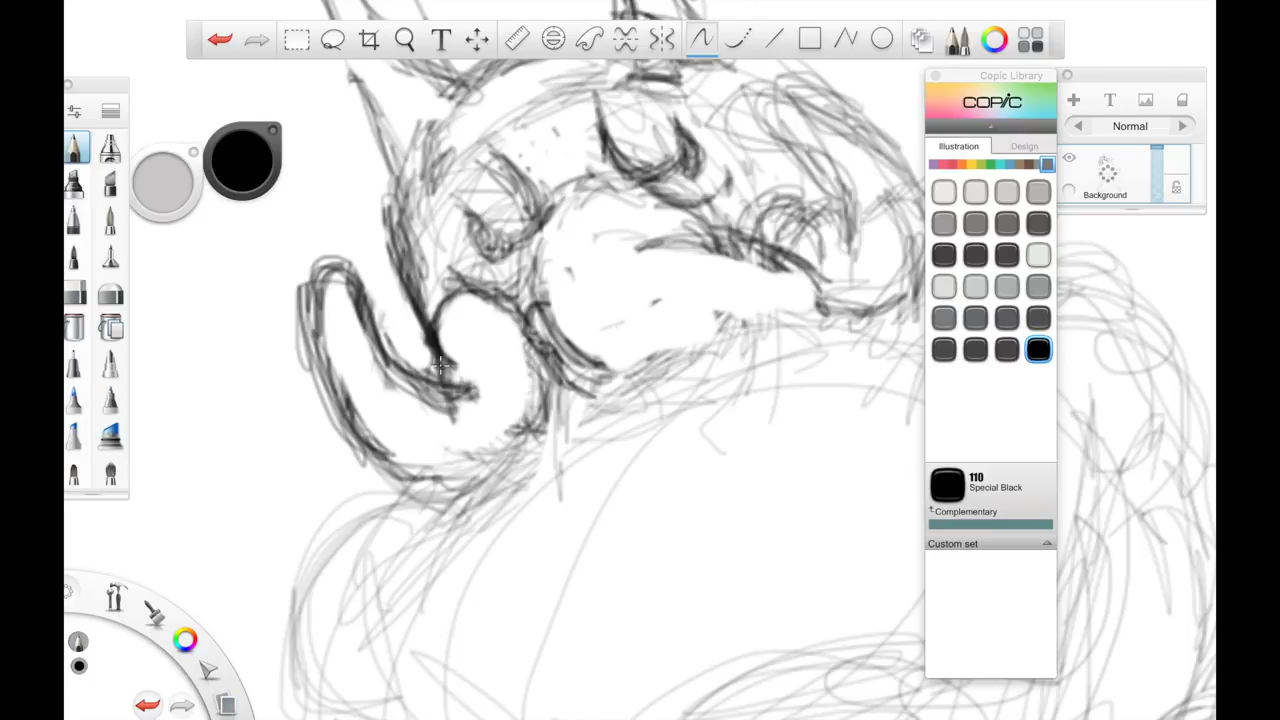 T
Copic Library
COPIC
T
Illustration
Design
Normal
Background
110
Special Black
Complementary
Custom set